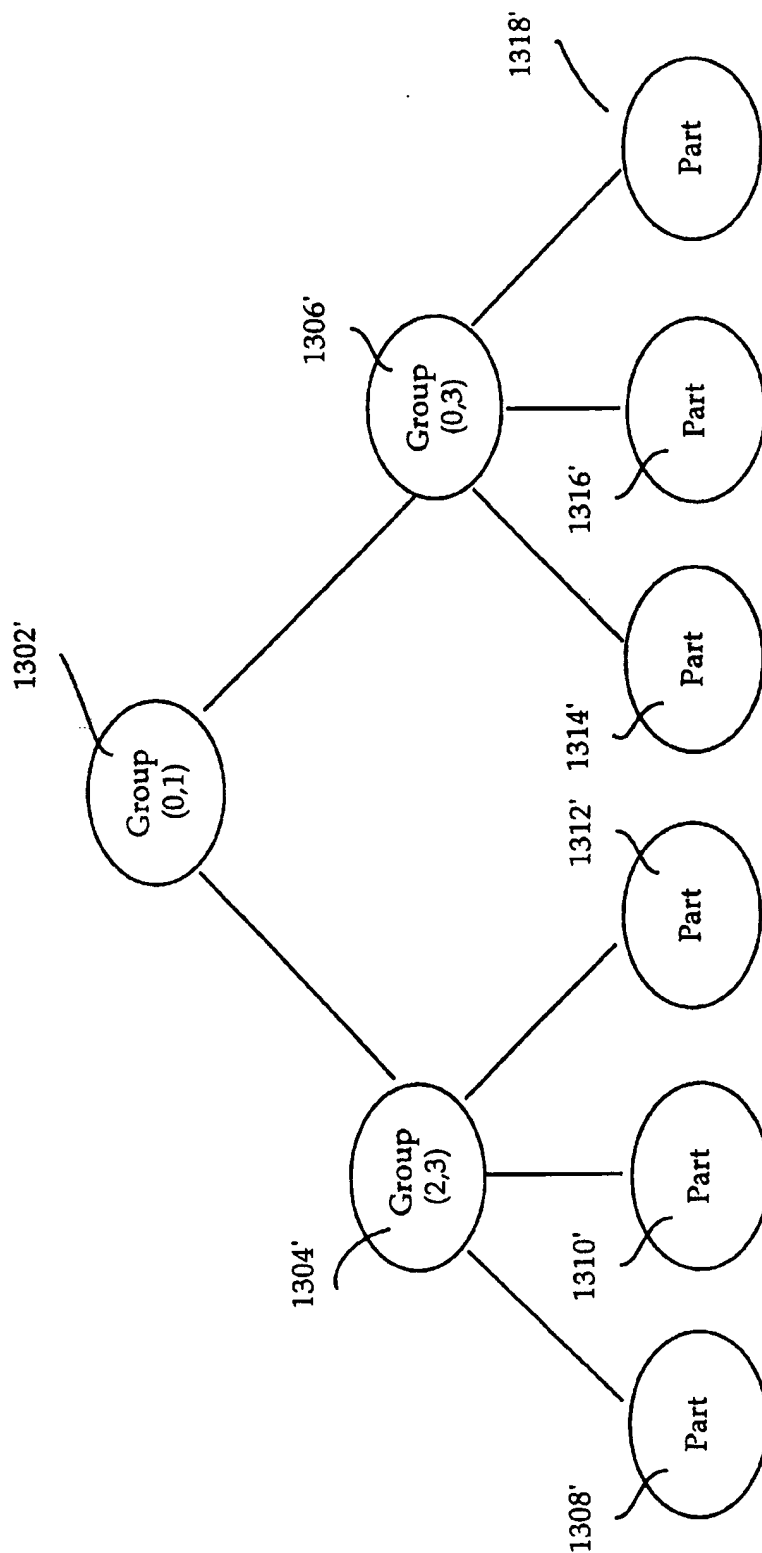 1302'
Group
(0,1)
1304'
Group
(2,3)
1306'
Group
(0,3)
1308'
Part
1310'
Part
1312'
Part
1314'
Part
1316'
Part
1318'
Part